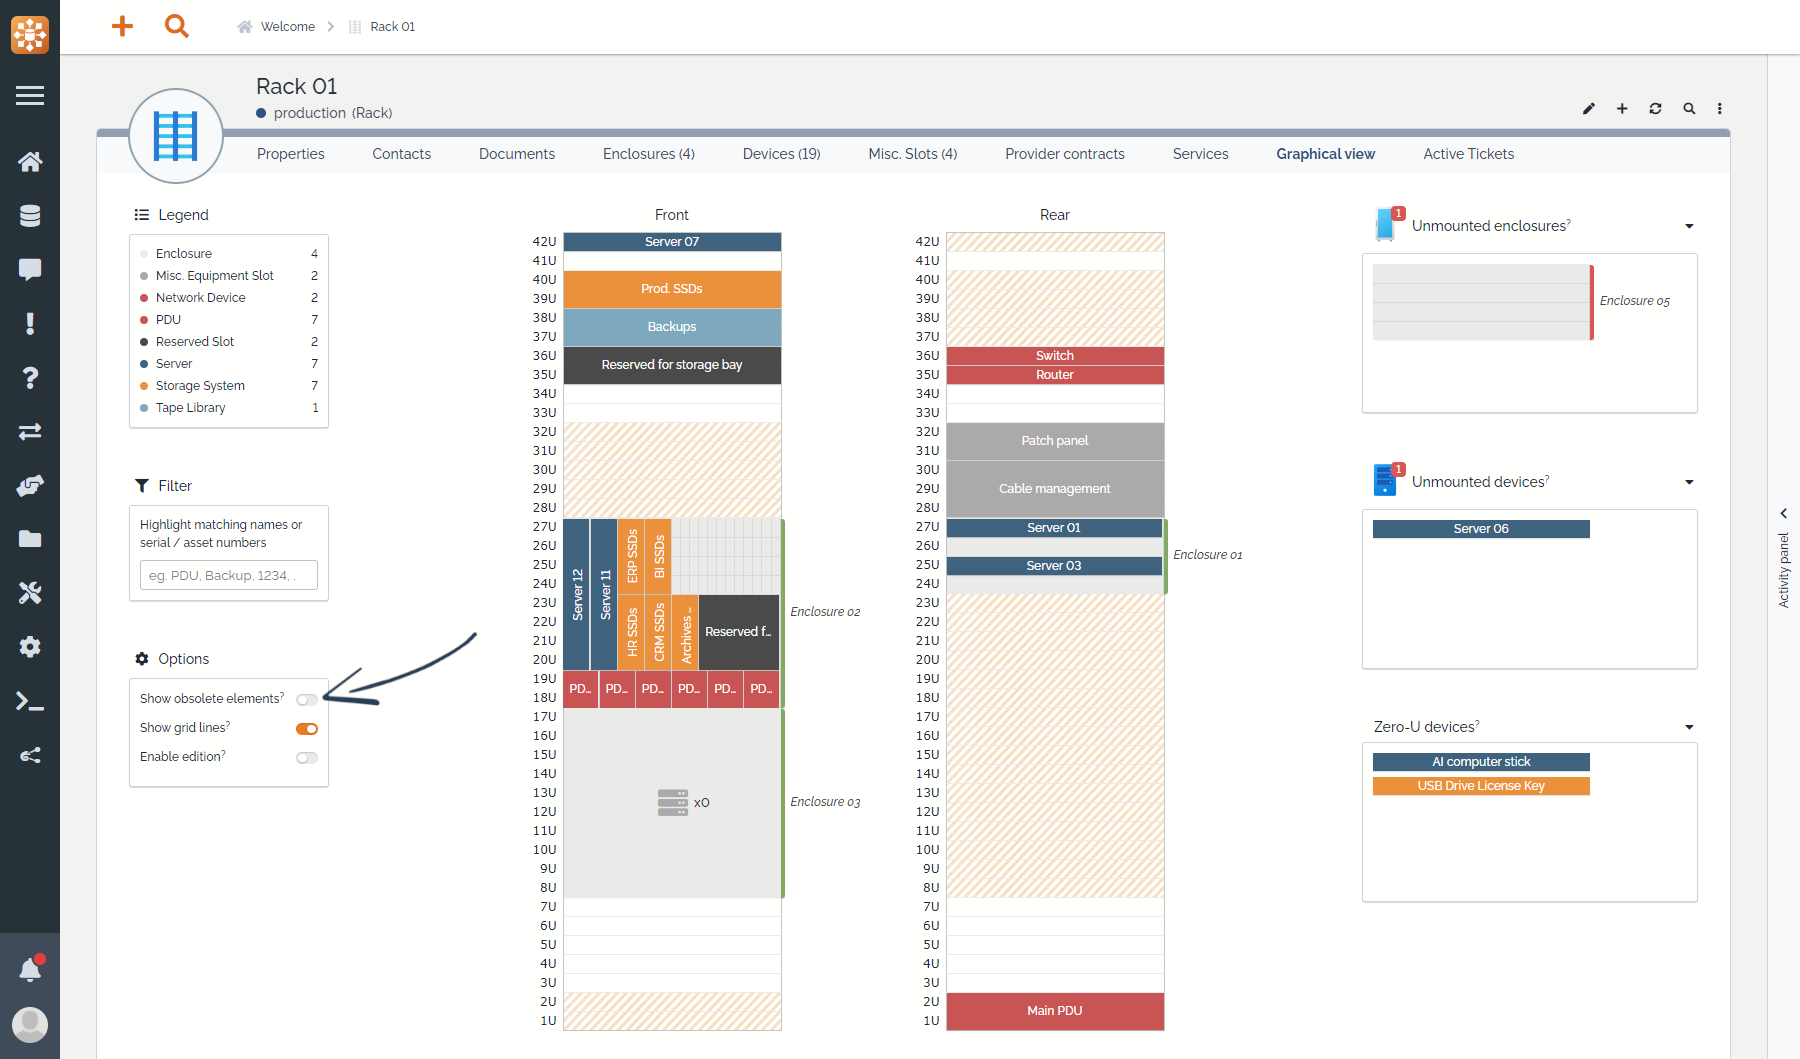 Welcome
Rack 01
Rack 01
production (Rack)
Properties
Contacts
Documents
Enclosures (4)
Devices (19)
Misc. Slots (4)
Provider contracts
Services
Graphical view
Active Tickets
Legend
Enclosure 4
Misc. Equipment Slot 2
Network Device 2
PDU 7
Reserved Slot 2
Server 7
Storage System 7
Tape Library 1
Filter
Highlight matching names or
serial / asset numbers
eg. PDU, Backup, 1234, .
Options
Show obsolete elements?
Show grid lines?
Enable edition?
Front
42U Server 07
41U
40U
Prod. SSDs
39U
38U
Backups
37U
36U
Reserved for storage bay
35U
34U
33U
32U
31U
30U
29U
28U
27U
26U
25U
24U
23U
22U
21U
20U
19U
18U
17U
16U
15U
14U
13U
12U
11U
10U
9U
8U
7U
6U
5U
4U
3U
2U
1U
Server 12
Server 11
ERP SSDs
BI SSDs
HR SSDs
CRM SSDs
Archives ...
Reserved f...
PD...
PD...
PD...
PD...
PD...
PD...
Enclosure 02
x0
Enclosure 03
Rear
42U
41U
40U
39U
38U
37U
36U Switch
35U Router
34U
33U
32U
Patch panel
31U
30U
29U Cable management
28U
27U Server 01
26U
Enclosure 01
25U Server 03
24U
23U
22U
21U
20U
19U
18U
17U
16U
15U
14U
13U
12U
11U
10U
9U
8U
7U
6U
5U
4U
3U
2U
Main PDU
1U
1
Unmounted enclosures?
Enclosure 05
1
Unmounted devices?
Server 06
Zero-U devices?
AI computer stick
USB Drive License Key
Activity panel